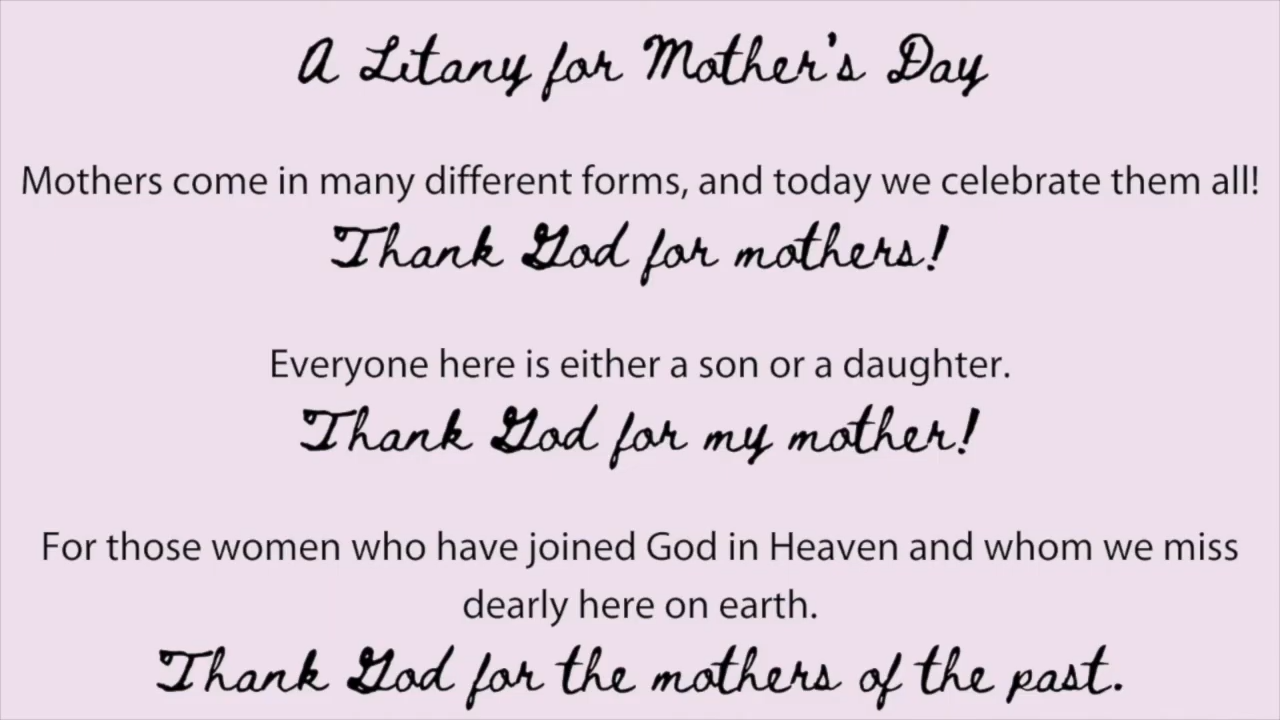 A Litany for Mother's Day
Mothers come in many different forms, and today we celebrate them all!
Thank God for mothers!
Everyone here is either a son or a daughter.
Thank God for my mother!
For those women who have joined God in Heaven and whom we miss
dearly here on earth.
Thank God for the mothers of the past.